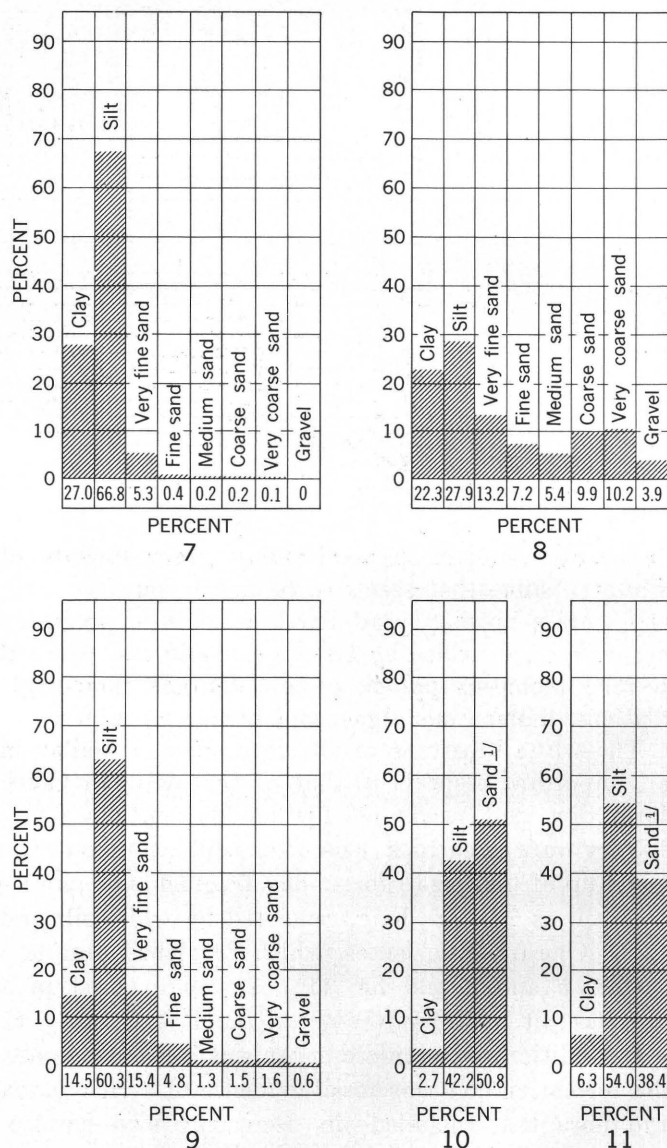 90
80
70
60
50
40
30
20
10
0
PERCENT
Clay
Silt
Very fine sand
Fine sand
Medium sand
Coarse sand
Very coarse sand
Gravel
27.0 66.8 5.3 0.4 0.2 0.2 0.1 0
PERCENT
7
90
80
70
60
50
40
30
20
10
0
Clay
Silt
Very fine sand
Fine sand
Medium sand
Coarse sand
Very coarse sand
Gravel
22.3 27.9 13.2 7.2 5.4 9.9 10.2 3.9
PERCENT
8
90
80
70
60
50
40
30
20
10
0
PERCENT
Clay
Silt
Very fine sand
Fine sand
Medium sand
Coarse sand
Very coarse sand
Gravel
14.5 60.3 15.4 4.8 1.3 1.5 1.6 0.6
9
90
80
70
60
50
40
30
20
10
0
Clay
Silt
Sand 1/
2.7 42.2 50.8
10
90
80
70
60
50
40
30
20
10
0
Clay
Silt
Sand 1/
6.3 54.0 38.4
11